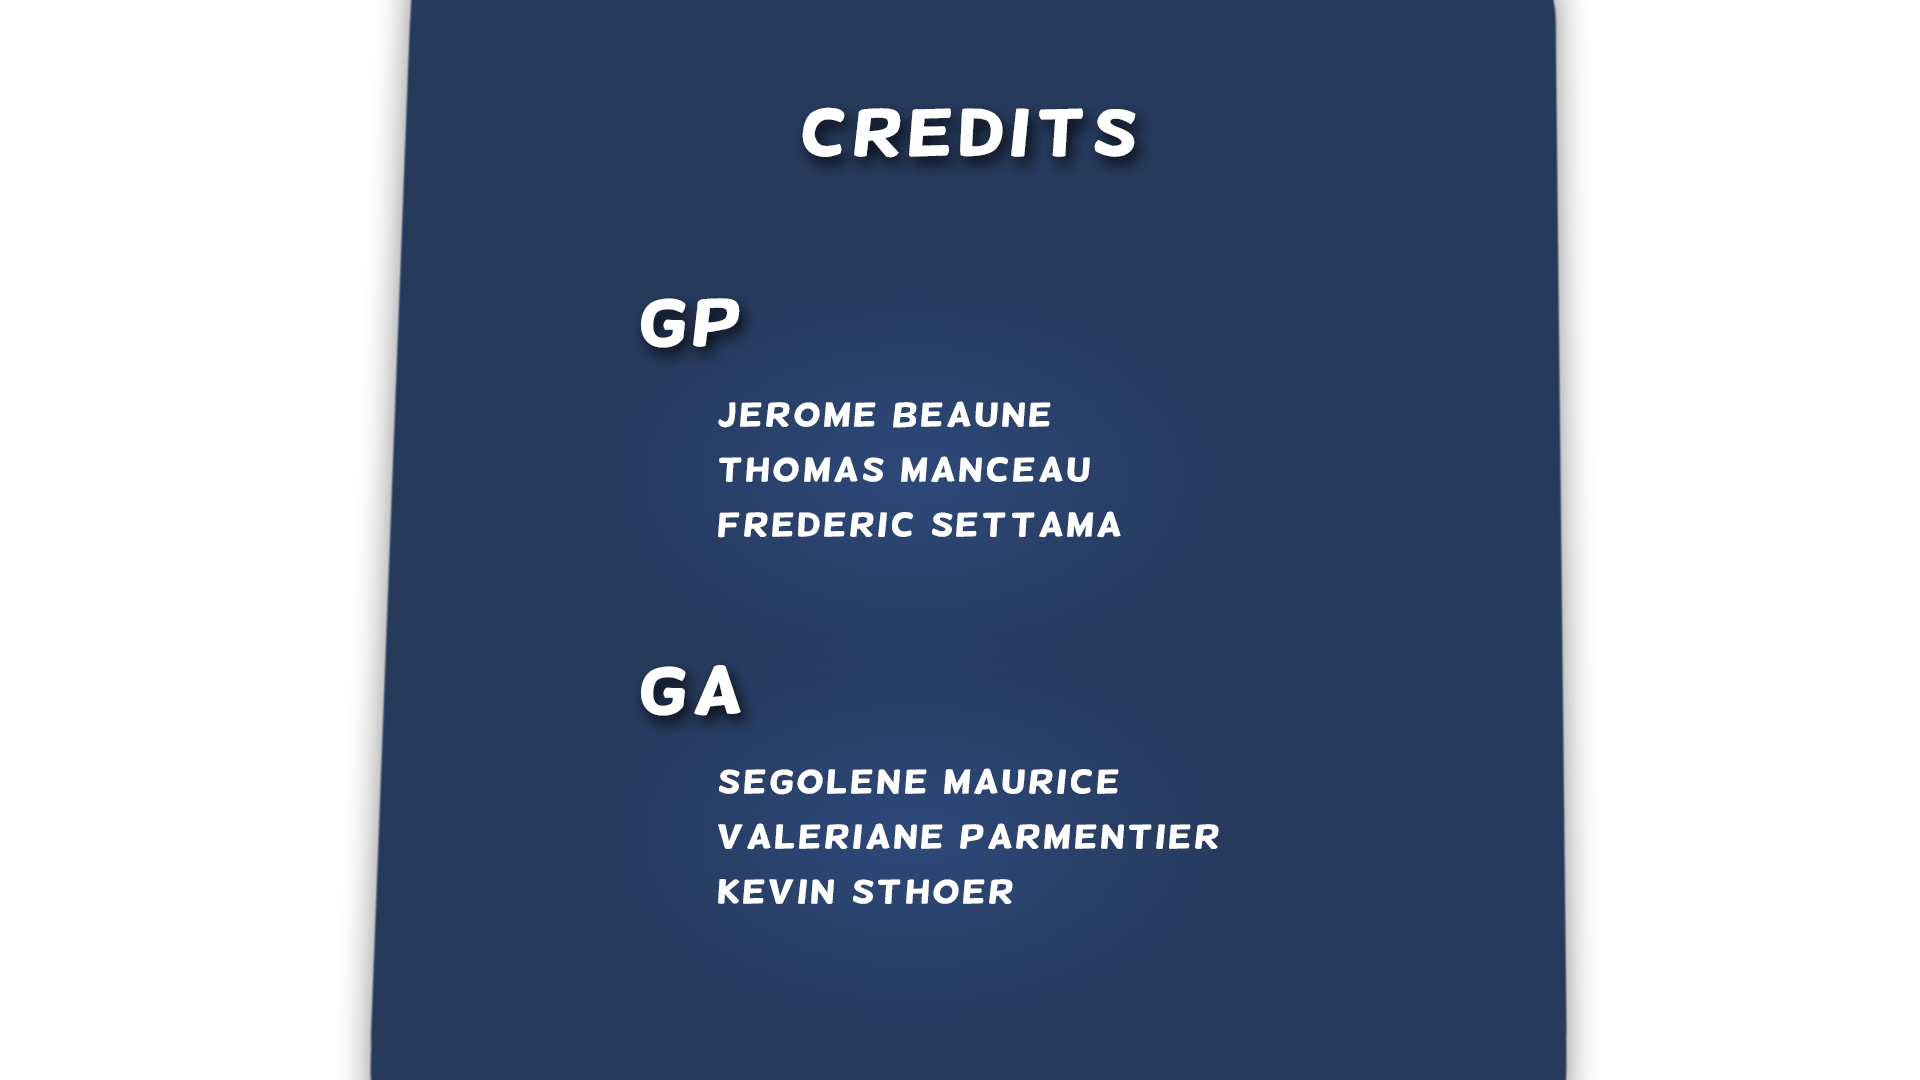 CREDITS
GP
JEROME BEAUNE
THOMAS MANCEAU
FREDERIC SETTAMA
GA
SEGOLENE MAURICE
VALERIANE PARMENTIER
KEVIN STHOER